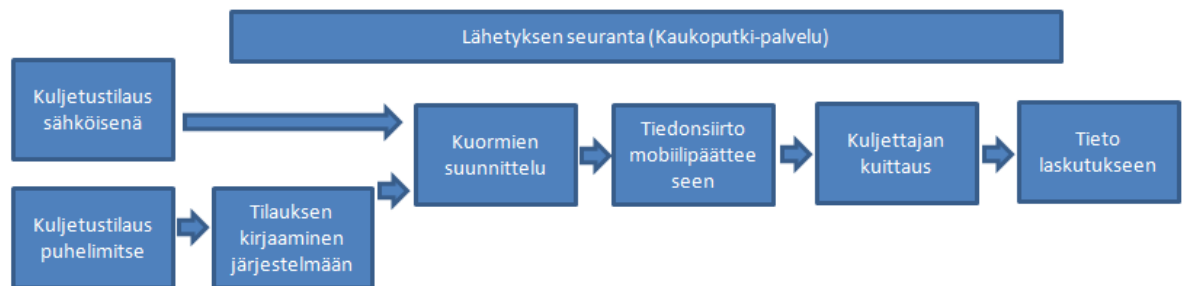 Lähetyksen seuranta (Kaukoputki-palvelu)
Kuljetustilaus
sähköisenä
Kuormien
suunnittelu
Tiedonsiirto
mobiilipäättee
seen
Kuljettajan
kuittaus
Tieto
laskutukseen
Kuljetustilaus
puhelimitse
Tilauksen
kirjaaminen
järjestelmään